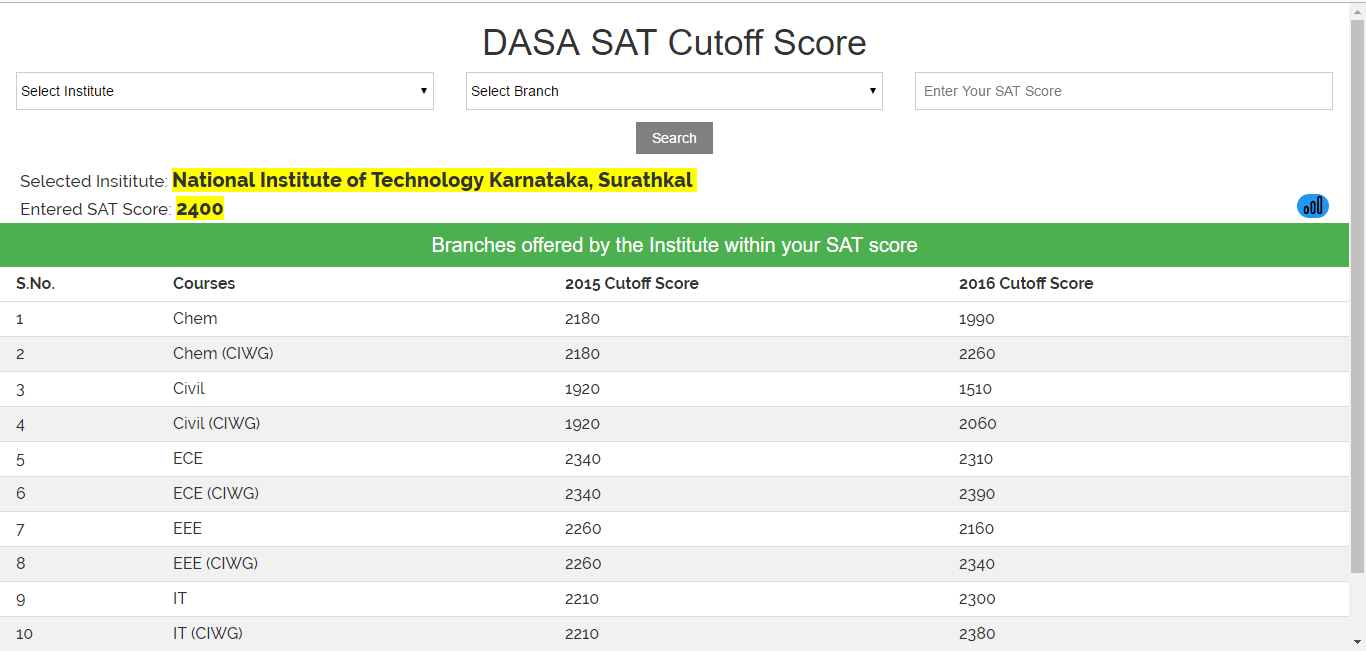 DASA SAT Cutoff Score
Select Institute Select Branch Enter Your SAT Score
Search
Selected Insititute: National Institute of Technology Karnataka, Surathkal
Entered SAT Score: 2400
Branches offered by the Institute within your SAT score
S.No. Courses 2015 Cutoff Score 2016 Cutoff Score
1 Chem 2180 1990
2 Chem (CIWG) 2180 2260
3 Civil 1920 1510
4 Civil (CIWG) 1920 2060
5 ECE 2340 2310
6 ECE (CIWG) 2340 2390
7 EEE 2260 2160
8 EEE (CIWG) 2260 2340
9 IT 2210 2300
10 IT (CIWG) 2210 2380